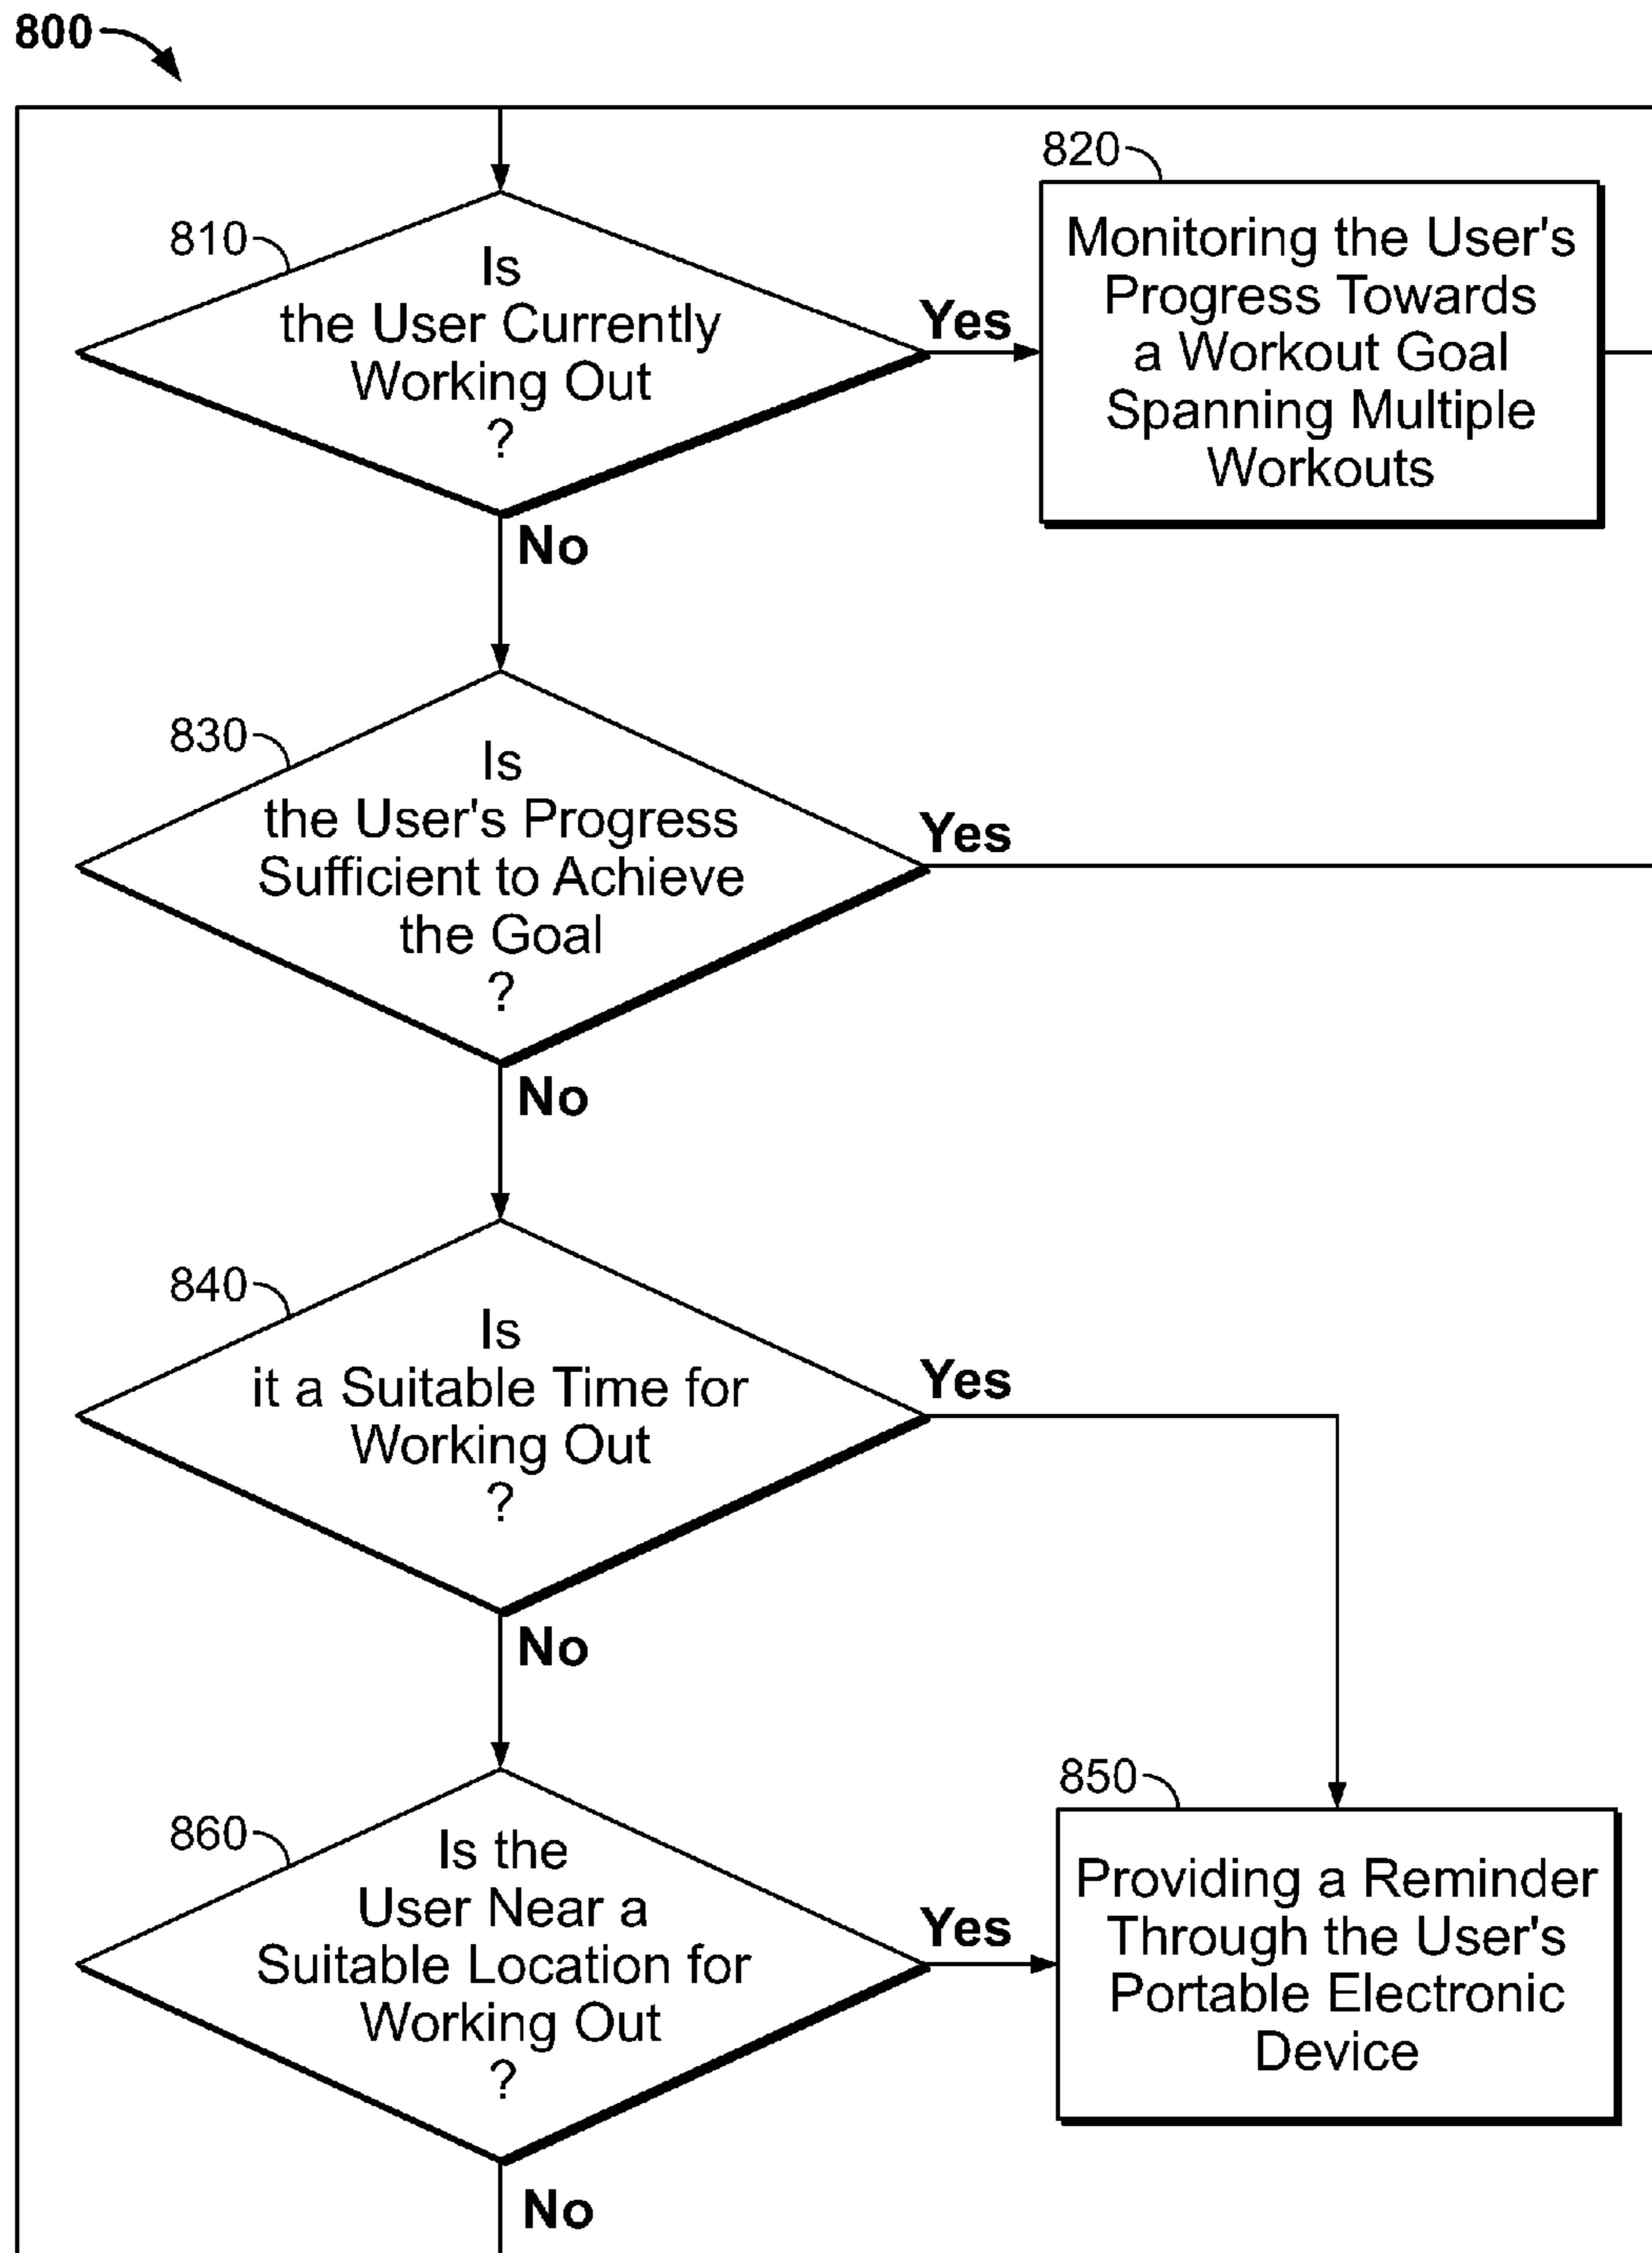 800
810
Is
the User Currently
Working Out
?
Yes
No
820
Monitoring the User's
Progress Towards
a Workout Goal
Spanning Multiple
Workouts
830
Is
the User's Progress
Sufficient to Achieve
the Goal
?
Yes
No
840
Is
it a Suitable Time for
Working Out
?
Yes
No
860
Is the
User Near a
Suitable Location for
Working Out
?
Yes
No
850
Providing a Reminder
Through the User's
Portable Electronic
Device